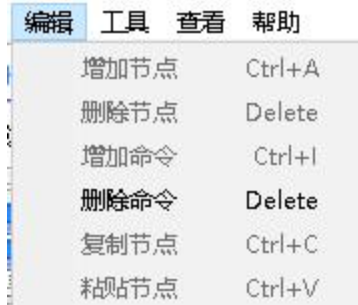 编辑 工具 查看 帮助
增加节点 Ctrl+A
删除节点 Delete
增加命令 Ctrl+I
删除命令 Delete
复制节点 Ctrl+C
粘贴节点 Ctrl+V